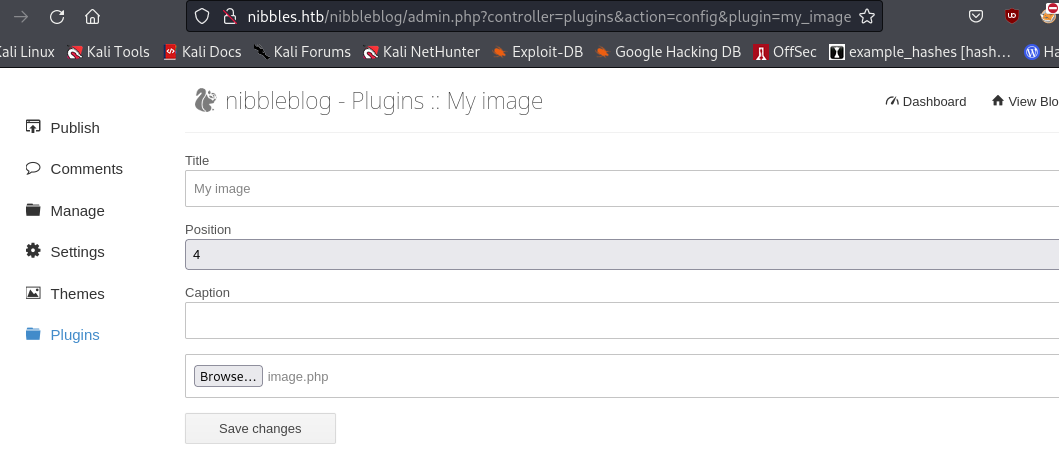 nibbles.htb/nibbleblog/admin.php?controller=plugins&action=config&plugin=my_image
Kali Linux Kali Tools Kali Docs Kali Forums Kali NetHunter Exploit-DB Google Hacking DB OffSec example_hashes [hash… Ha
nibbleblog - Plugins :: My image
Dashboard View Blo
Publish
Comments
Manage
Settings
Themes
Plugins
Title
My image
Position
4
Caption
Browse… image.php
Save changes